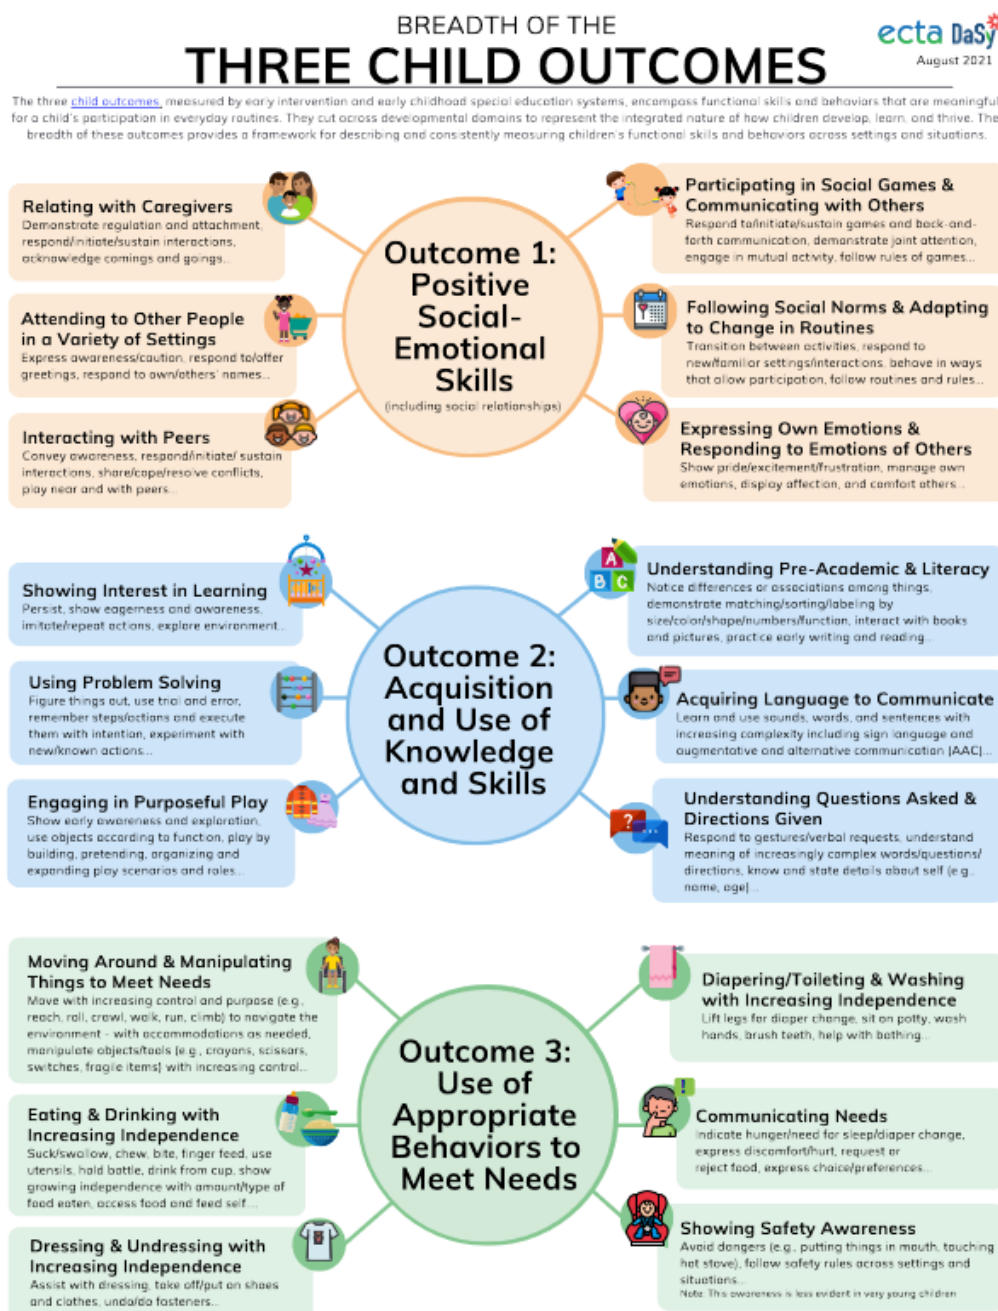 BREADTH OF THE
THREE CHILD OUTCOMES
ecta DaSy
August 2021
The three child outcomes, measured by early intervention and early childhood special education systems, encompass functional skills and behaviors that are meaningful
for a child's participation in everyday routines. They cut across developmental domains to represent the integrated nature of how children develop, learn, and thrive. The
breadth of these outcomes provides a framework for describing and consistently measuring children's functional skills and behaviors across settings and situations.
Relating with Caregivers
Demonstrate regulation and attachment,
respond/initiate/sustain interactions,
acknowledge comings and goings...
Attending to Other People
in a Variety of Settings
Express awareness/caution, respond to/offer
greetings, respond to own/others' names...
Interacting with Peers
Convey awareness, respond/initiate/ sustain
interactions, share/cope/resolve conflicts,
play near and with peers...
Outcome 1:
Positive
Social-
Emotional
Skills
(including social relationships)
Participating in Social Games &
Communicating with Others
Respond to/initiate/sustain games and back-and-
forth communication, demonstrate joint attention,
engage in mutual activity, follow rules of games...
Following Social Norms & Adapting
to Change in Routines
Transition between activities, respond to
new/familiar settings/interactions, behave in ways
that allow participation, follow routines and rules...
Expressing Own Emotions &
Responding to Emotions of Others
Show pride/excitement/frustration, manage own
emotions, display affection, and comfort others...
Showing Interest in Learning
Persist, show eagerness and awareness,
imitate/repeat actions, explore environment...
Using Problem Solving
Figure things out, use trial and error,
remember steps/actions and execute
them with intention, experiment with
new/known actions...
Engaging in Purposeful Play
Show early awareness and exploration,
use objects according to function, play by
building, pretending, organizing and
expanding play scenarios and roles...
Outcome 2:
Acquisition
and Use of
Knowledge
and Skills
A
B C
Understanding Pre-Academic & Literacy
Notice differences or associations among things,
demonstrate matching/sorting/labeling by
size/color/shape/numbers/function, interact with books
and pictures, practice early writing and reading...
Acquiring Language to Communicate
Learn and use sounds, words, and sentences with
increasing complexity including sign language and
augmentative and alternative communication (AAC)...
?
...
Understanding Questions Asked &
Directions Given
Respond to gestures/verbal requests, understand
meaning of increasingly complex words/questions/
directions, know and state details about self (e.g.,
name, age)...
Moving Around & Manipulating
Things to Meet Needs
Move with increasing control and purpose (e.g.,
reach, roll, crawl, walk, run, climb) to navigate the
environment - with accommodations as needed,
manipulate objects/tools (e.g., crayons, scissors,
switches, fragile items) with increasing control...
Eating & Drinking with
Increasing Independence
Suck/swallow, chew, bite, finger feed, use
utensils, hold bottle, drink from cup, show
growing independence with amount/type of
food eaten, access food and feed self....
Dressing & Undressing with
Increasing Independence
Assist with dressing, take off/put on shoes
and clothes, undo/do fasteners...
Outcome 3:
Use of
Appropriate
Behaviors to
Meet Needs
Diapering/Toileting & Washing
with Increasing Independence
Lift legs for diaper change, sit on potty, wash
hands, brush teeth, help with bathing...
!
Communicating Needs
Indicate hunger/need for sleep/diaper change,
express discomfort/hurt, request or
reject food, express choice/preferences...
Showing Safety Awareness
Avoid dangers (e.g., putting things in mouth, touching
hot stove), follow safety rules across settings and
situations...
Note: This awareness is less evident in very young children